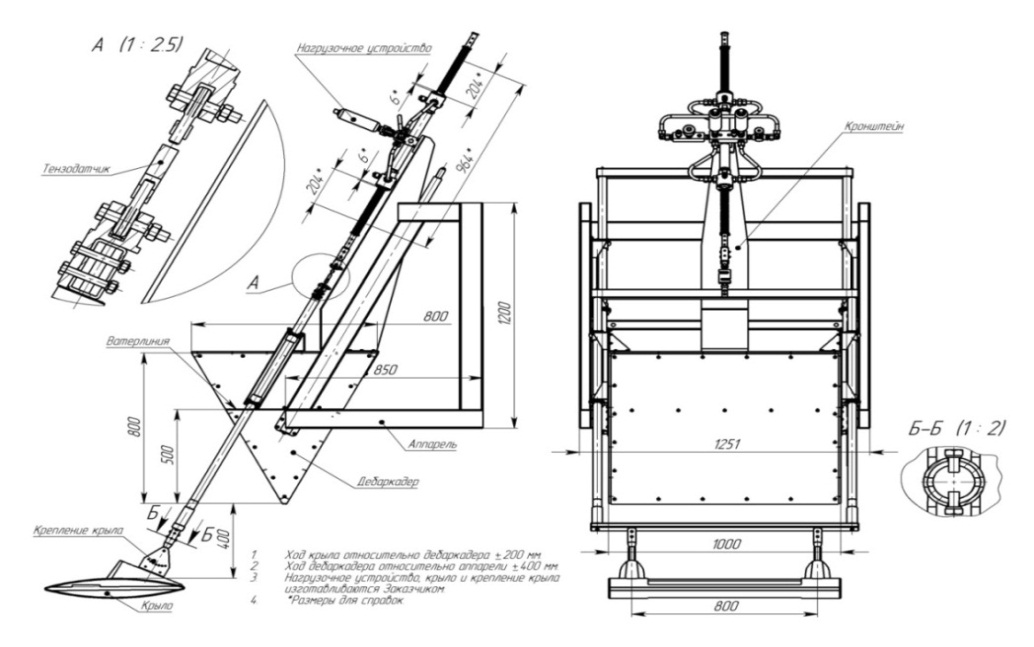 А (1 : 2.5)
Нагрузочное устройство
Тензодатчик
6*
204*
6*
204*
964*
А
800
1200
Ватерлиния
850
800
500
Аппарель
Дебаркадер
Б
Б
400
Крепление крыла
Крыло
1 Ход крыла относительно дебаркадера ±200 мм
2 Ход дебаркадера относительно аппарели ±400 мм
3 Нагрузочное устройство, крыло и крепление крыла
изготавливаются Заказчиком
4. *Размеры для справок
Кронштейн
1251
1000
800
Б-Б (1 : 2)